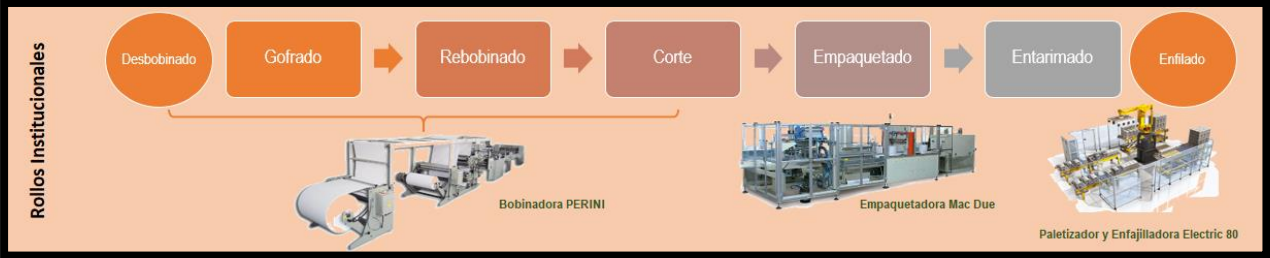 Rollos Institucionales
Desbobinado
Gofrado
Rebobinado
Corte
Empaquetado
Entarimado
Enfilado
Bobinadora PERINI
Empaquetadora Mac Due
Paletizador y Enfajilladora Electric 80